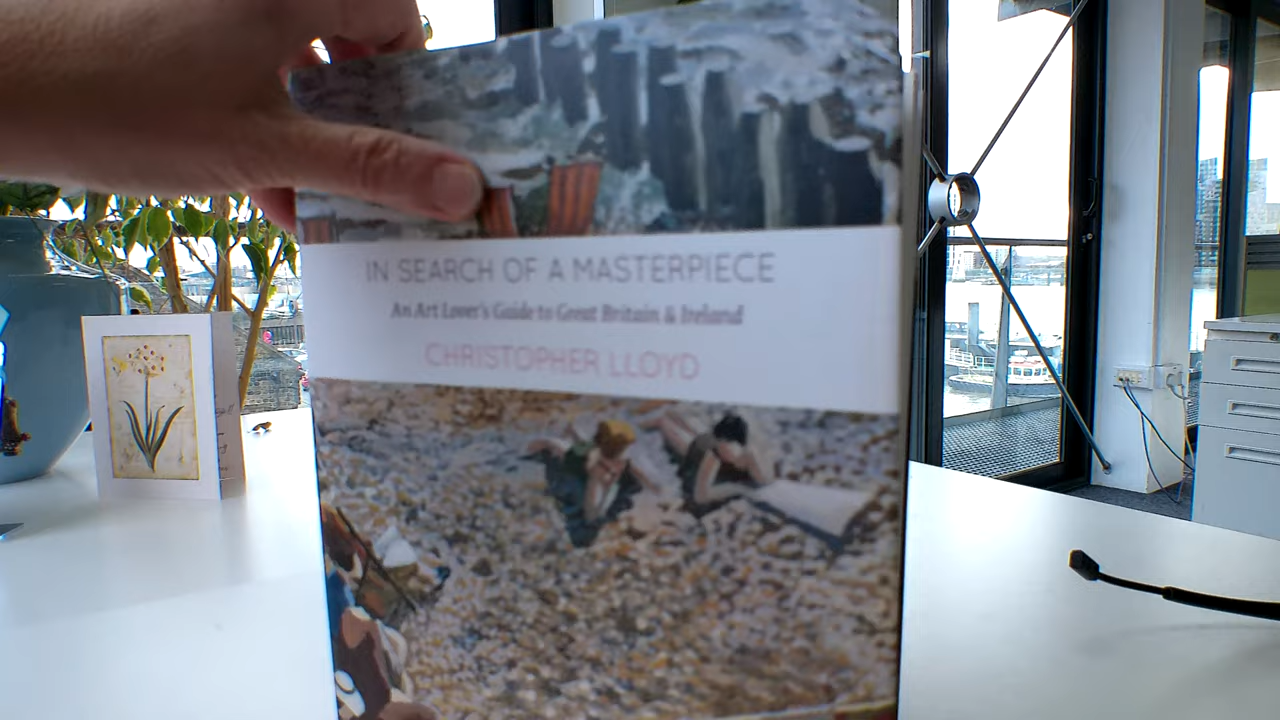 IN SEARCH OF A MASTERPIECE
An Art Lover's Guide to Great Britain & Ireland
CHRISTOPHER LLOYD